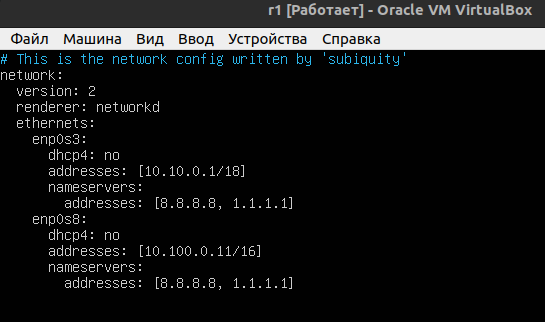 r1 [Работает] - Oracle VM VirtualBox
Файл Машина Вид Ввод Устройства Справка
# This is the network config written by 'subiquity'
network:
  version: 2
  renderer: networkd
  ethernets:
    enp0s3:
      dhcp4: no
      addresses: [10.10.0.1/18]
      nameservers:
        addresses: [8.8.8.8, 1.1.1.1]
    enp0s8:
      dhcp4: no
      addresses: [10.100.0.11/16]
      nameservers:
        addresses: [8.8.8.8, 1.1.1.1]